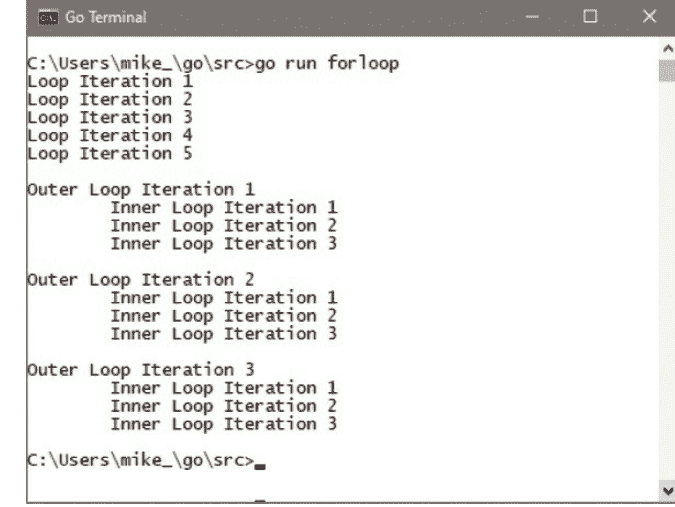 Go Terminal
C:\Users\mike_\go\src>go run forloop
Loop Iteration 1
Loop Iteration 2
Loop Iteration 3
Loop Iteration 4
Loop Iteration 5
Outer Loop Iteration 1
Inner Loop Iteration 1
Inner Loop Iteration 2
Inner Loop Iteration 3
Outer Loop Iteration 2
Inner Loop Iteration 1
Inner Loop Iteration 2
Inner Loop Iteration 3
Outer Loop Iteration 3
Inner Loop Iteration 1
Inner Loop Iteration 2
Inner Loop Iteration 3
C:\Users\mike_\go\src>